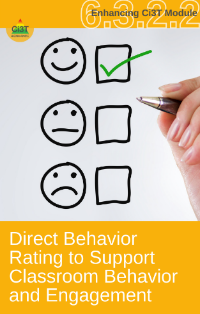 6.3.2.2
Enhancing Ci3T Module
Ci3T
Direct Behavior
Rating to Support
Classroom Behavior
and Engagement